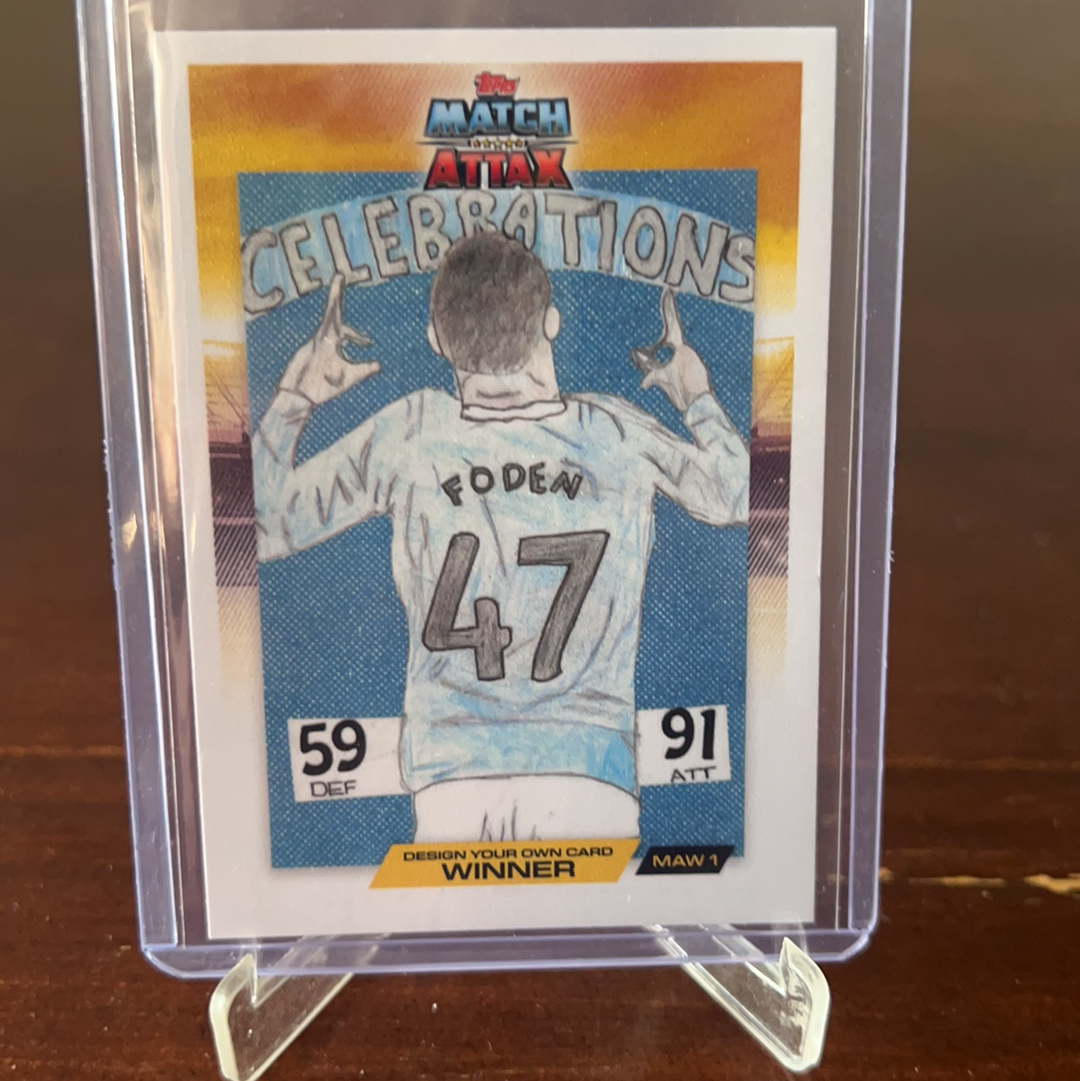 Topps
MATCH
ATTAX
CELEBRATIONS
FODEN
47
59
DEF
91
ATT
DESIGN YOUR OWN CARD
WINNER
MAW 1